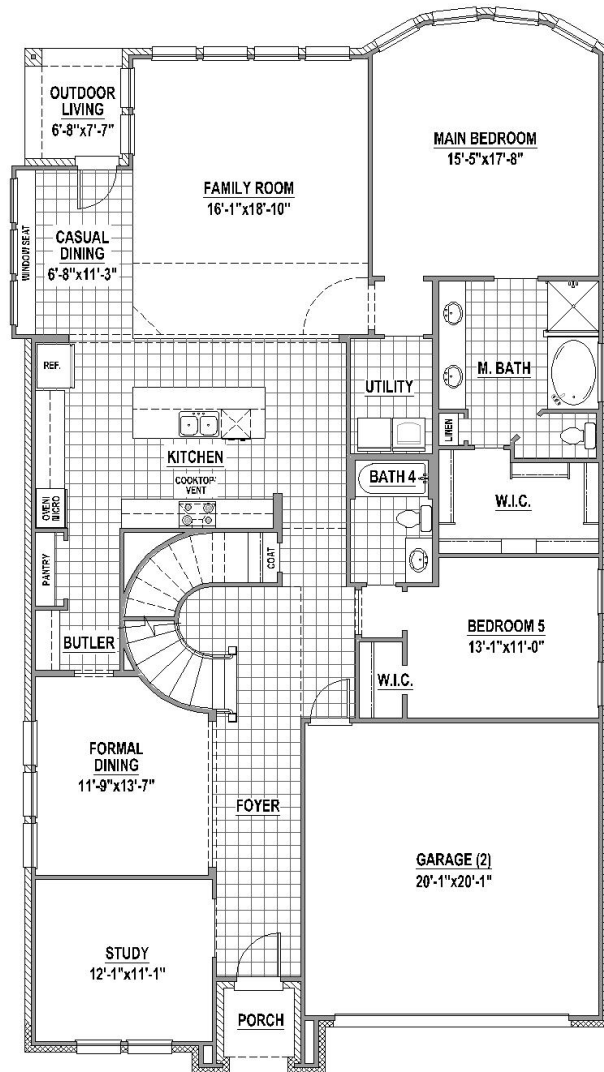 OUTDOOR
LIVING
6'-8"x7'-7"
MAIN BEDROOM
15'-5"x17'-8"
FAMILY ROOM
16'-1"x18'-10"
WINDOW SEAT
CASUAL
DINING
6'-8"x11'-3"
REF.
UTILITY
M. BATH
LINEN
KITCHEN
COOKTOP/
VENT
OVEN/
MICRO
BATH 4
W.I.C.
PANTRY
COAT
BUTLER
BEDROOM 5
13'-1"x11'-0"
W.I.C.
FORMAL
DINING
11'-9"x13'-7"
FOYER
GARAGE (2)
20'-1"x20'-1"
STUDY
12'-1"x11'-1"
PORCH